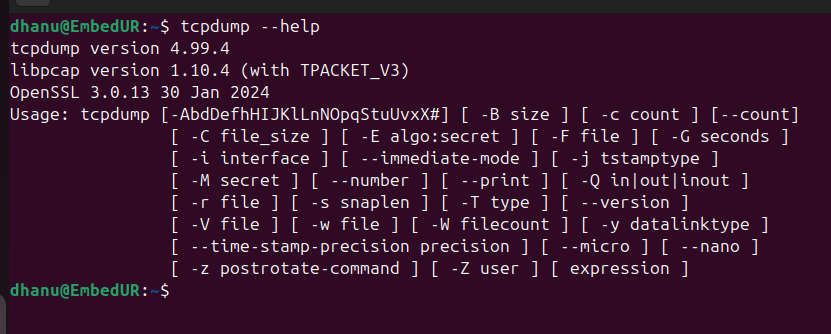 dhanu@EmbedUR:~$ tcpdump --help
tcpdump version 4.99.4
libpcap version 1.10.4 (with TPACKET_V3)
OpenSSL 3.0.13 30 Jan 2024
Usage: tcpdump [-AbdDefhHIJKlLnNOpqStuUvxX#] [ -B size ] [ -c count ] [--count]
[ -C file_size ] [ -E algo:secret ] [ -F file ] [ -G seconds ]
[ -i interface ] [ --immediate-mode ] [ -j tstamptype ]
[ -M secret ] [ --number ] [ --print ] [ -Q in|out|inout ]
[ -r file ] [ -s snaplen ] [ -T type ] [ --version ]
[ -V file ] [ -w file ] [ -W filecount ] [ -y datalinktype ]
[ --time-stamp-precision precision ] [ --micro ] [ --nano ]
[ -z postrotate-command ] [ -Z user ] [ expression ]
dhanu@EmbedUR:~$